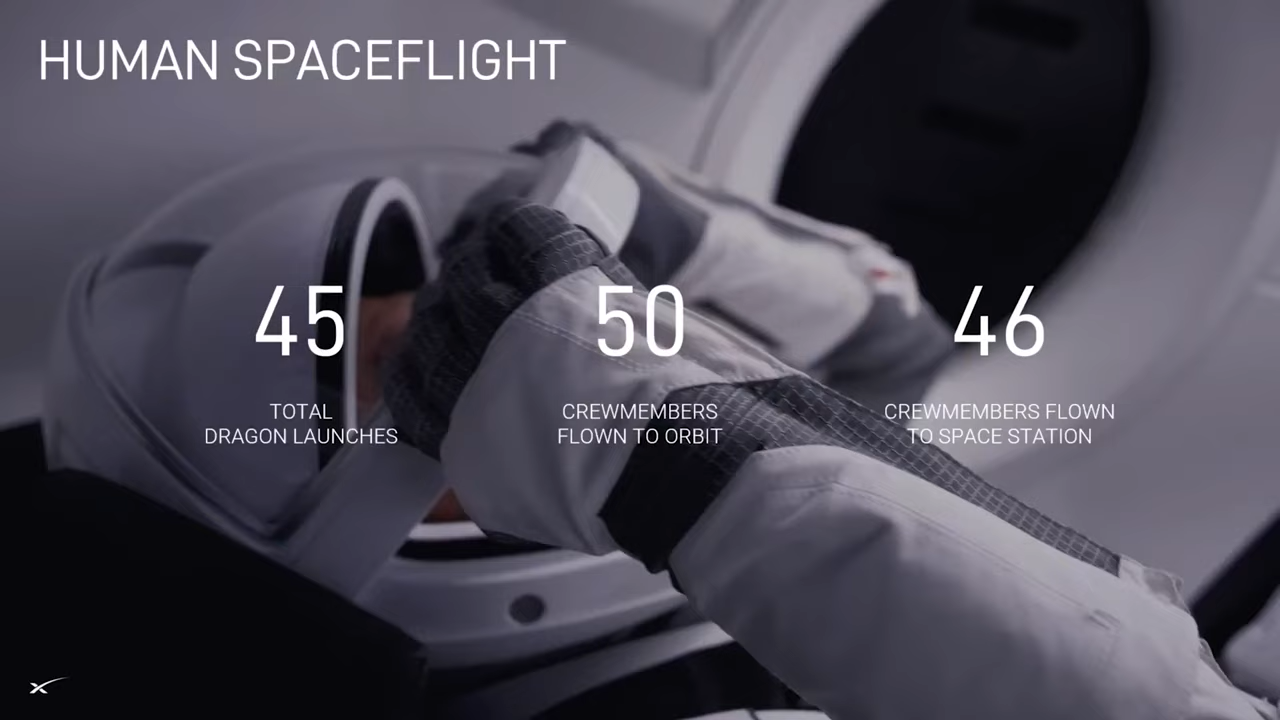 HUMAN SPACEFLIGHT
45
TOTAL
DRAGON LAUNCHES
50
CREWMEMBERS
FLOWN TO ORBIT
46
CREWMEMBERS FLOWN
TO SPACE STATION